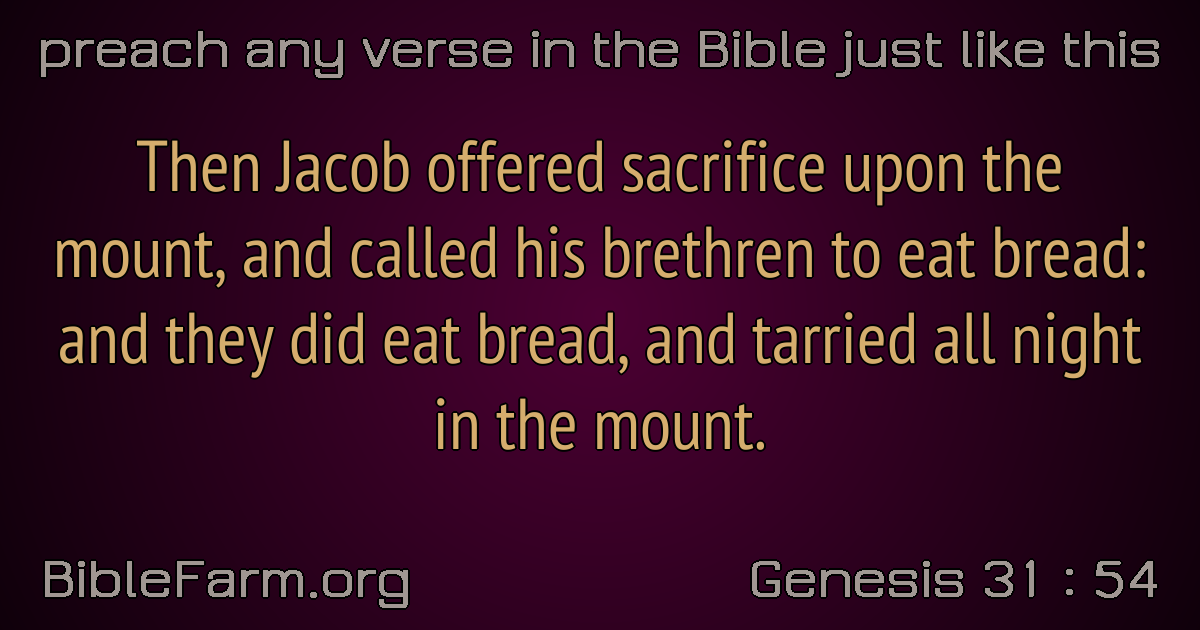 preach any verse in the Bible just like this
Then Jacob offered sacrifice upon the
mount, and called his brethren to eat bread:
and they did eat bread, and tarried all night
in the mount.
BibleFarm.org
Genesis 31 : 54